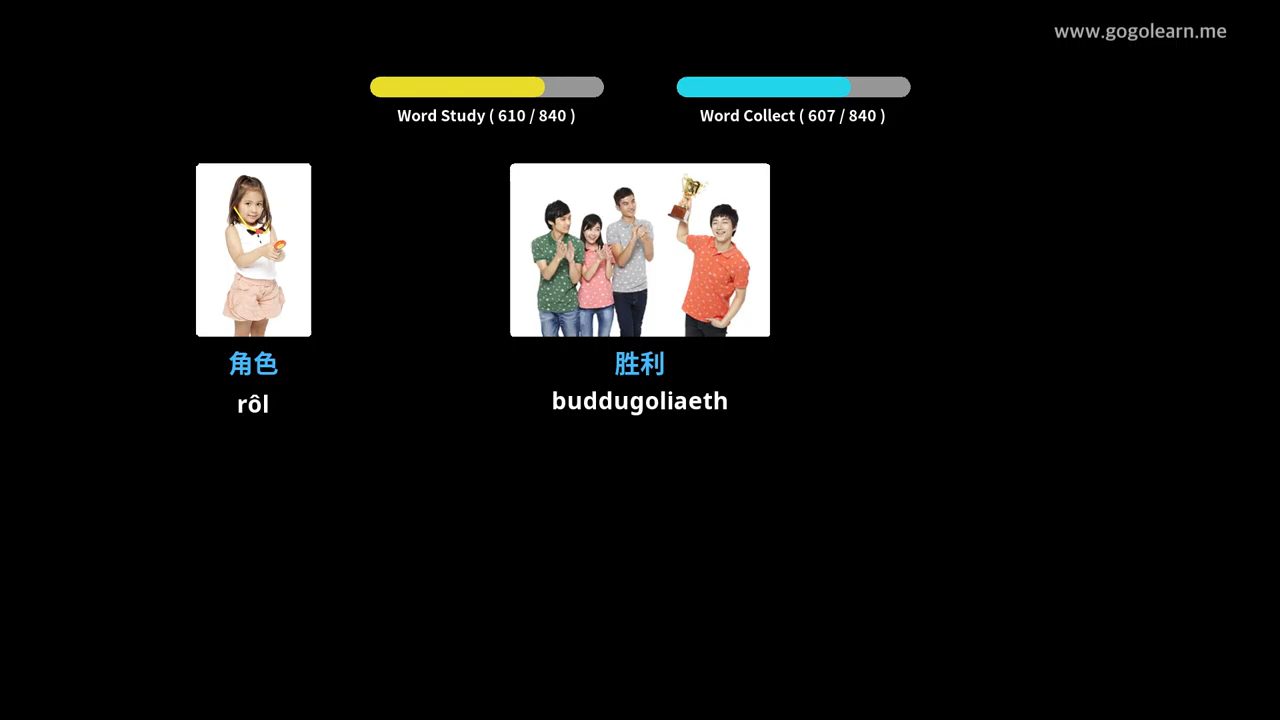 www.gogolearn.me
Word Study ( 610 / 840 )
Word Collect ( 607 / 840 )
角色
rôl
胜利
buddugoliaeth